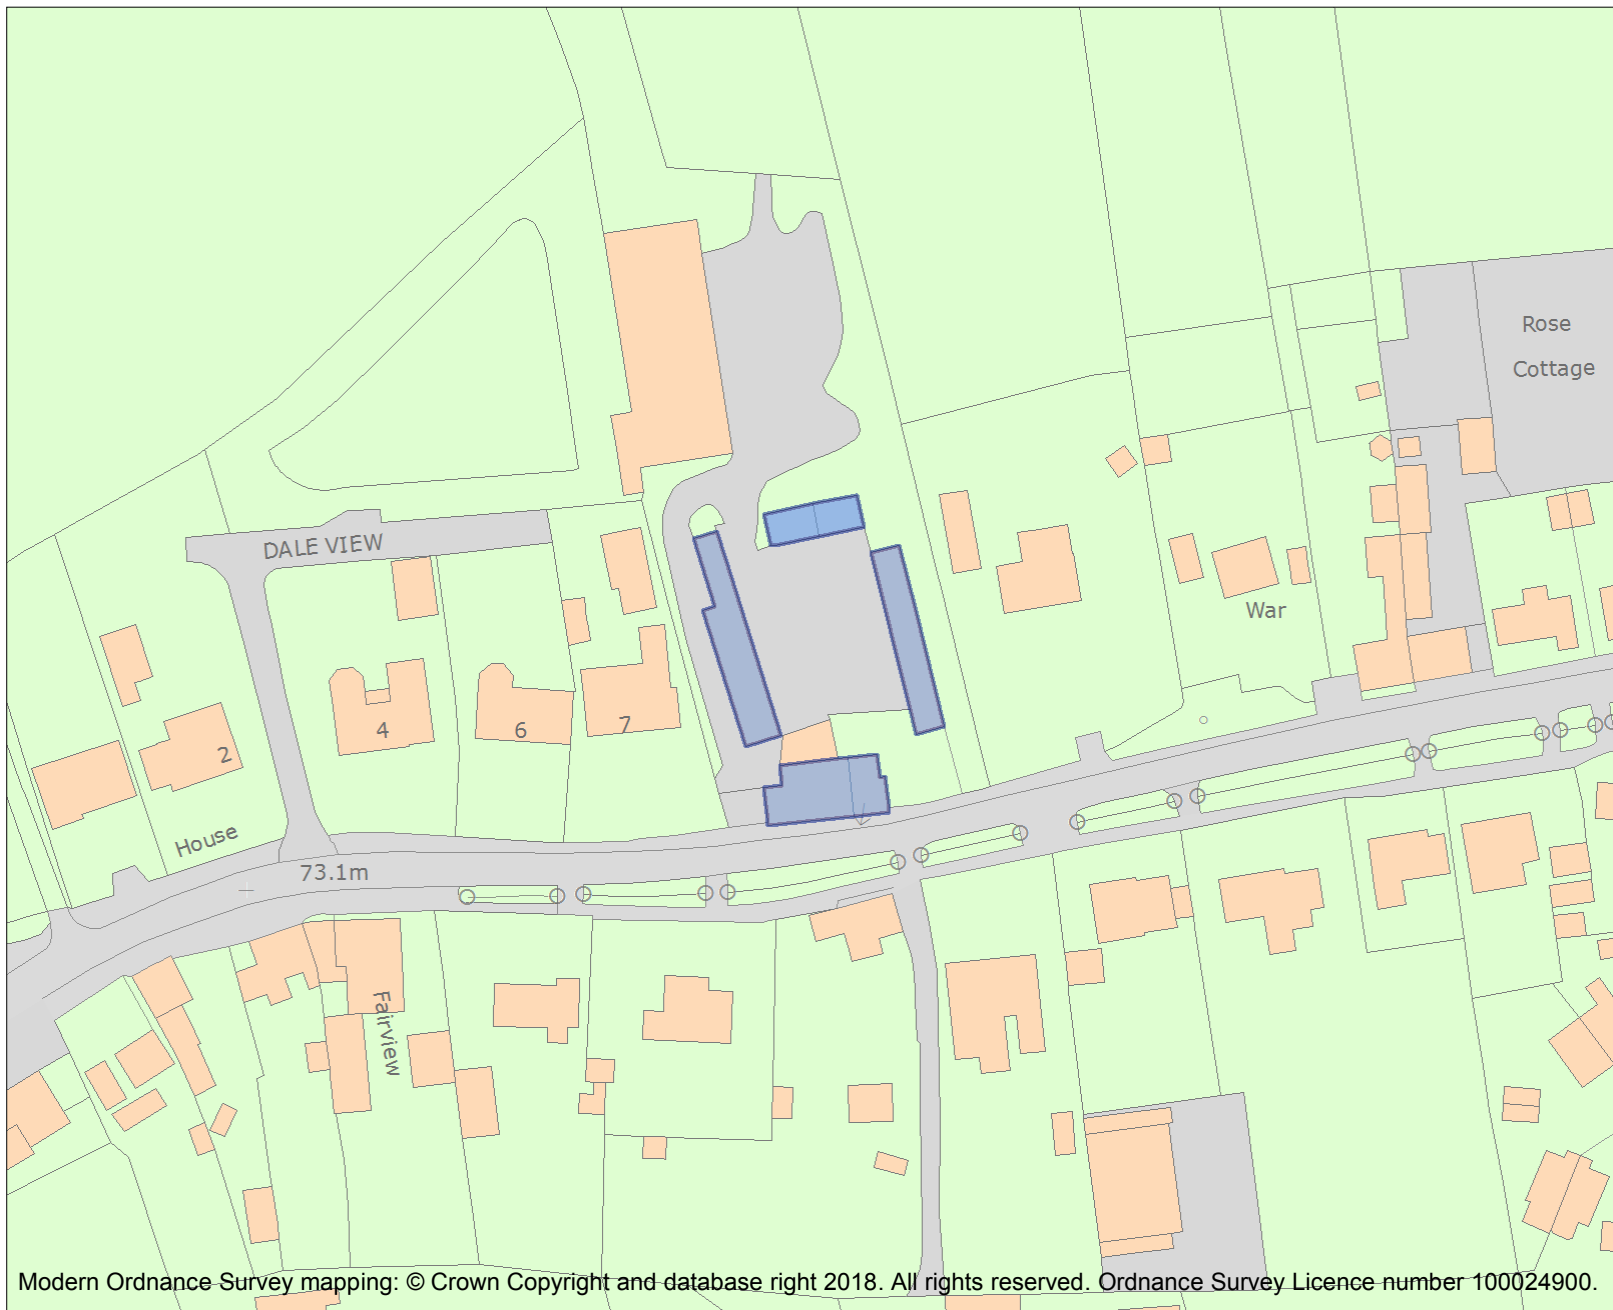 Rose
Cottage
DALE VIEW
War
4
6
7
2
House
73.1m
Fairview
Modern Ordnance Survey mapping: © Crown Copyright and database right 2018. All rights reserved. Ordnance Survey Licence number 100024900.